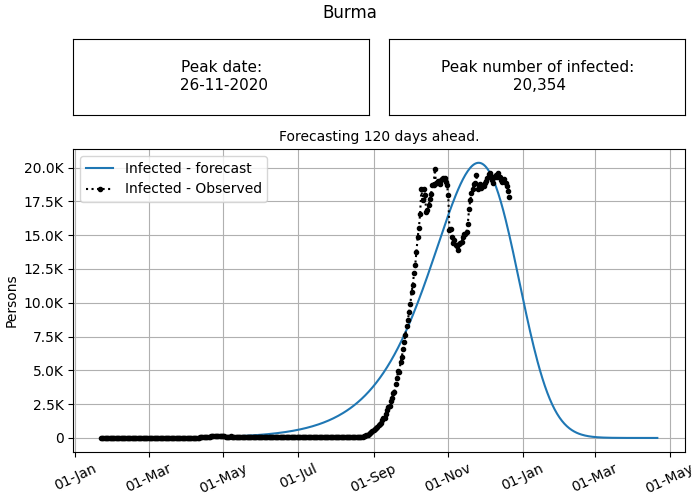 Burma
Peak date:
26-11-2020
Peak number of infected:
20,354
Forecasting 120 days ahead.
Infected - forecast
Infected - Observed
Persons
20.0K
17.5K
15.0K
12.5K
10.0K
7.5K
5.0K
2.5K
0
01-Jan
01-Mar
01-May
01-Jul
01-Sep
01-Nov
01-Jan
01-Mar
01-May